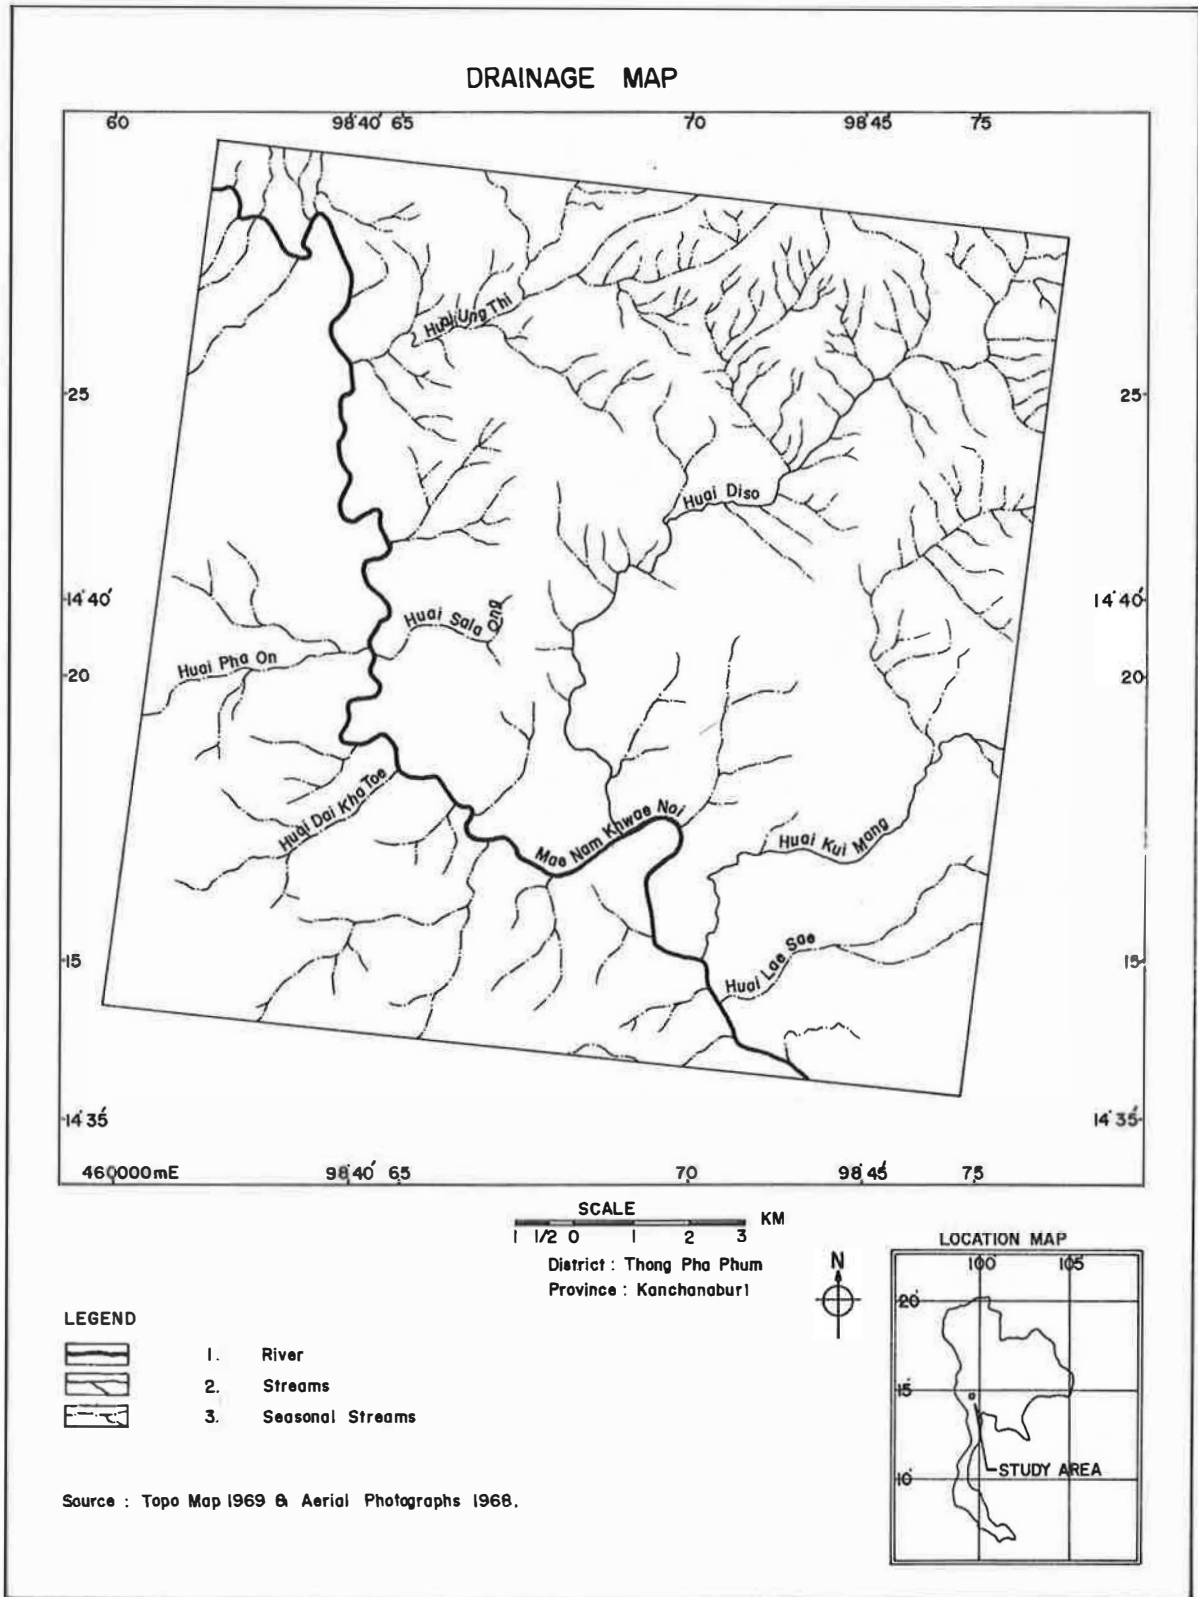 DRAINAGE MAP
60 98°40′ 65 70 98°45 75
Huai Ung Thi
25 25
Huai Diso
14°40′ 14°40′
Huai Sala Ong
Huai Pha On
20 20
Huai Dai Kha Toe
Mae Nam Khwae Noi
Huai Kui Mang
Huai Lae Sae
15 15
14°35′ 14°35′
460000mE 98°40′ 65 70 98°45′ 75
SCALE
1 1/2 0 1 2 3 KM
District : Thong Pha Phum
Province : Kanchanaburi
N
LOCATION MAP
100° 105°
20°
15°
10°
STUDY AREA
LEGEND
1. River
2. Streams
3. Seasonal Streams
Source : Topo Map 1969 & Aerial Photographs 1968.